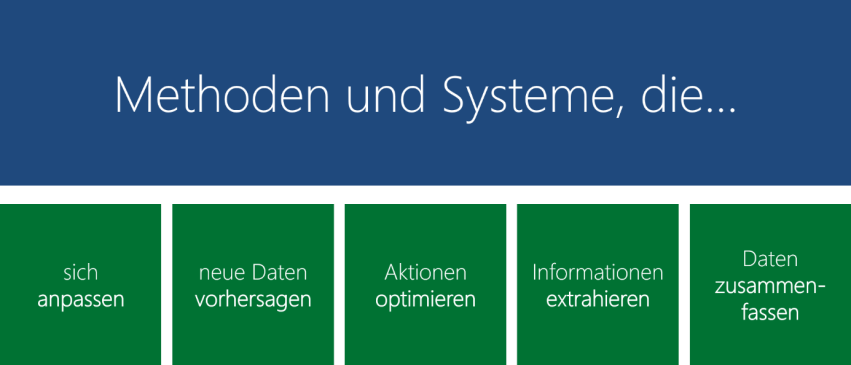 Methoden und Systeme, die...
sich
anpassen
neue Daten
vorhersagen
Aktionen
optimieren
Informationen
extrahieren
Daten
zusammen-
fassen